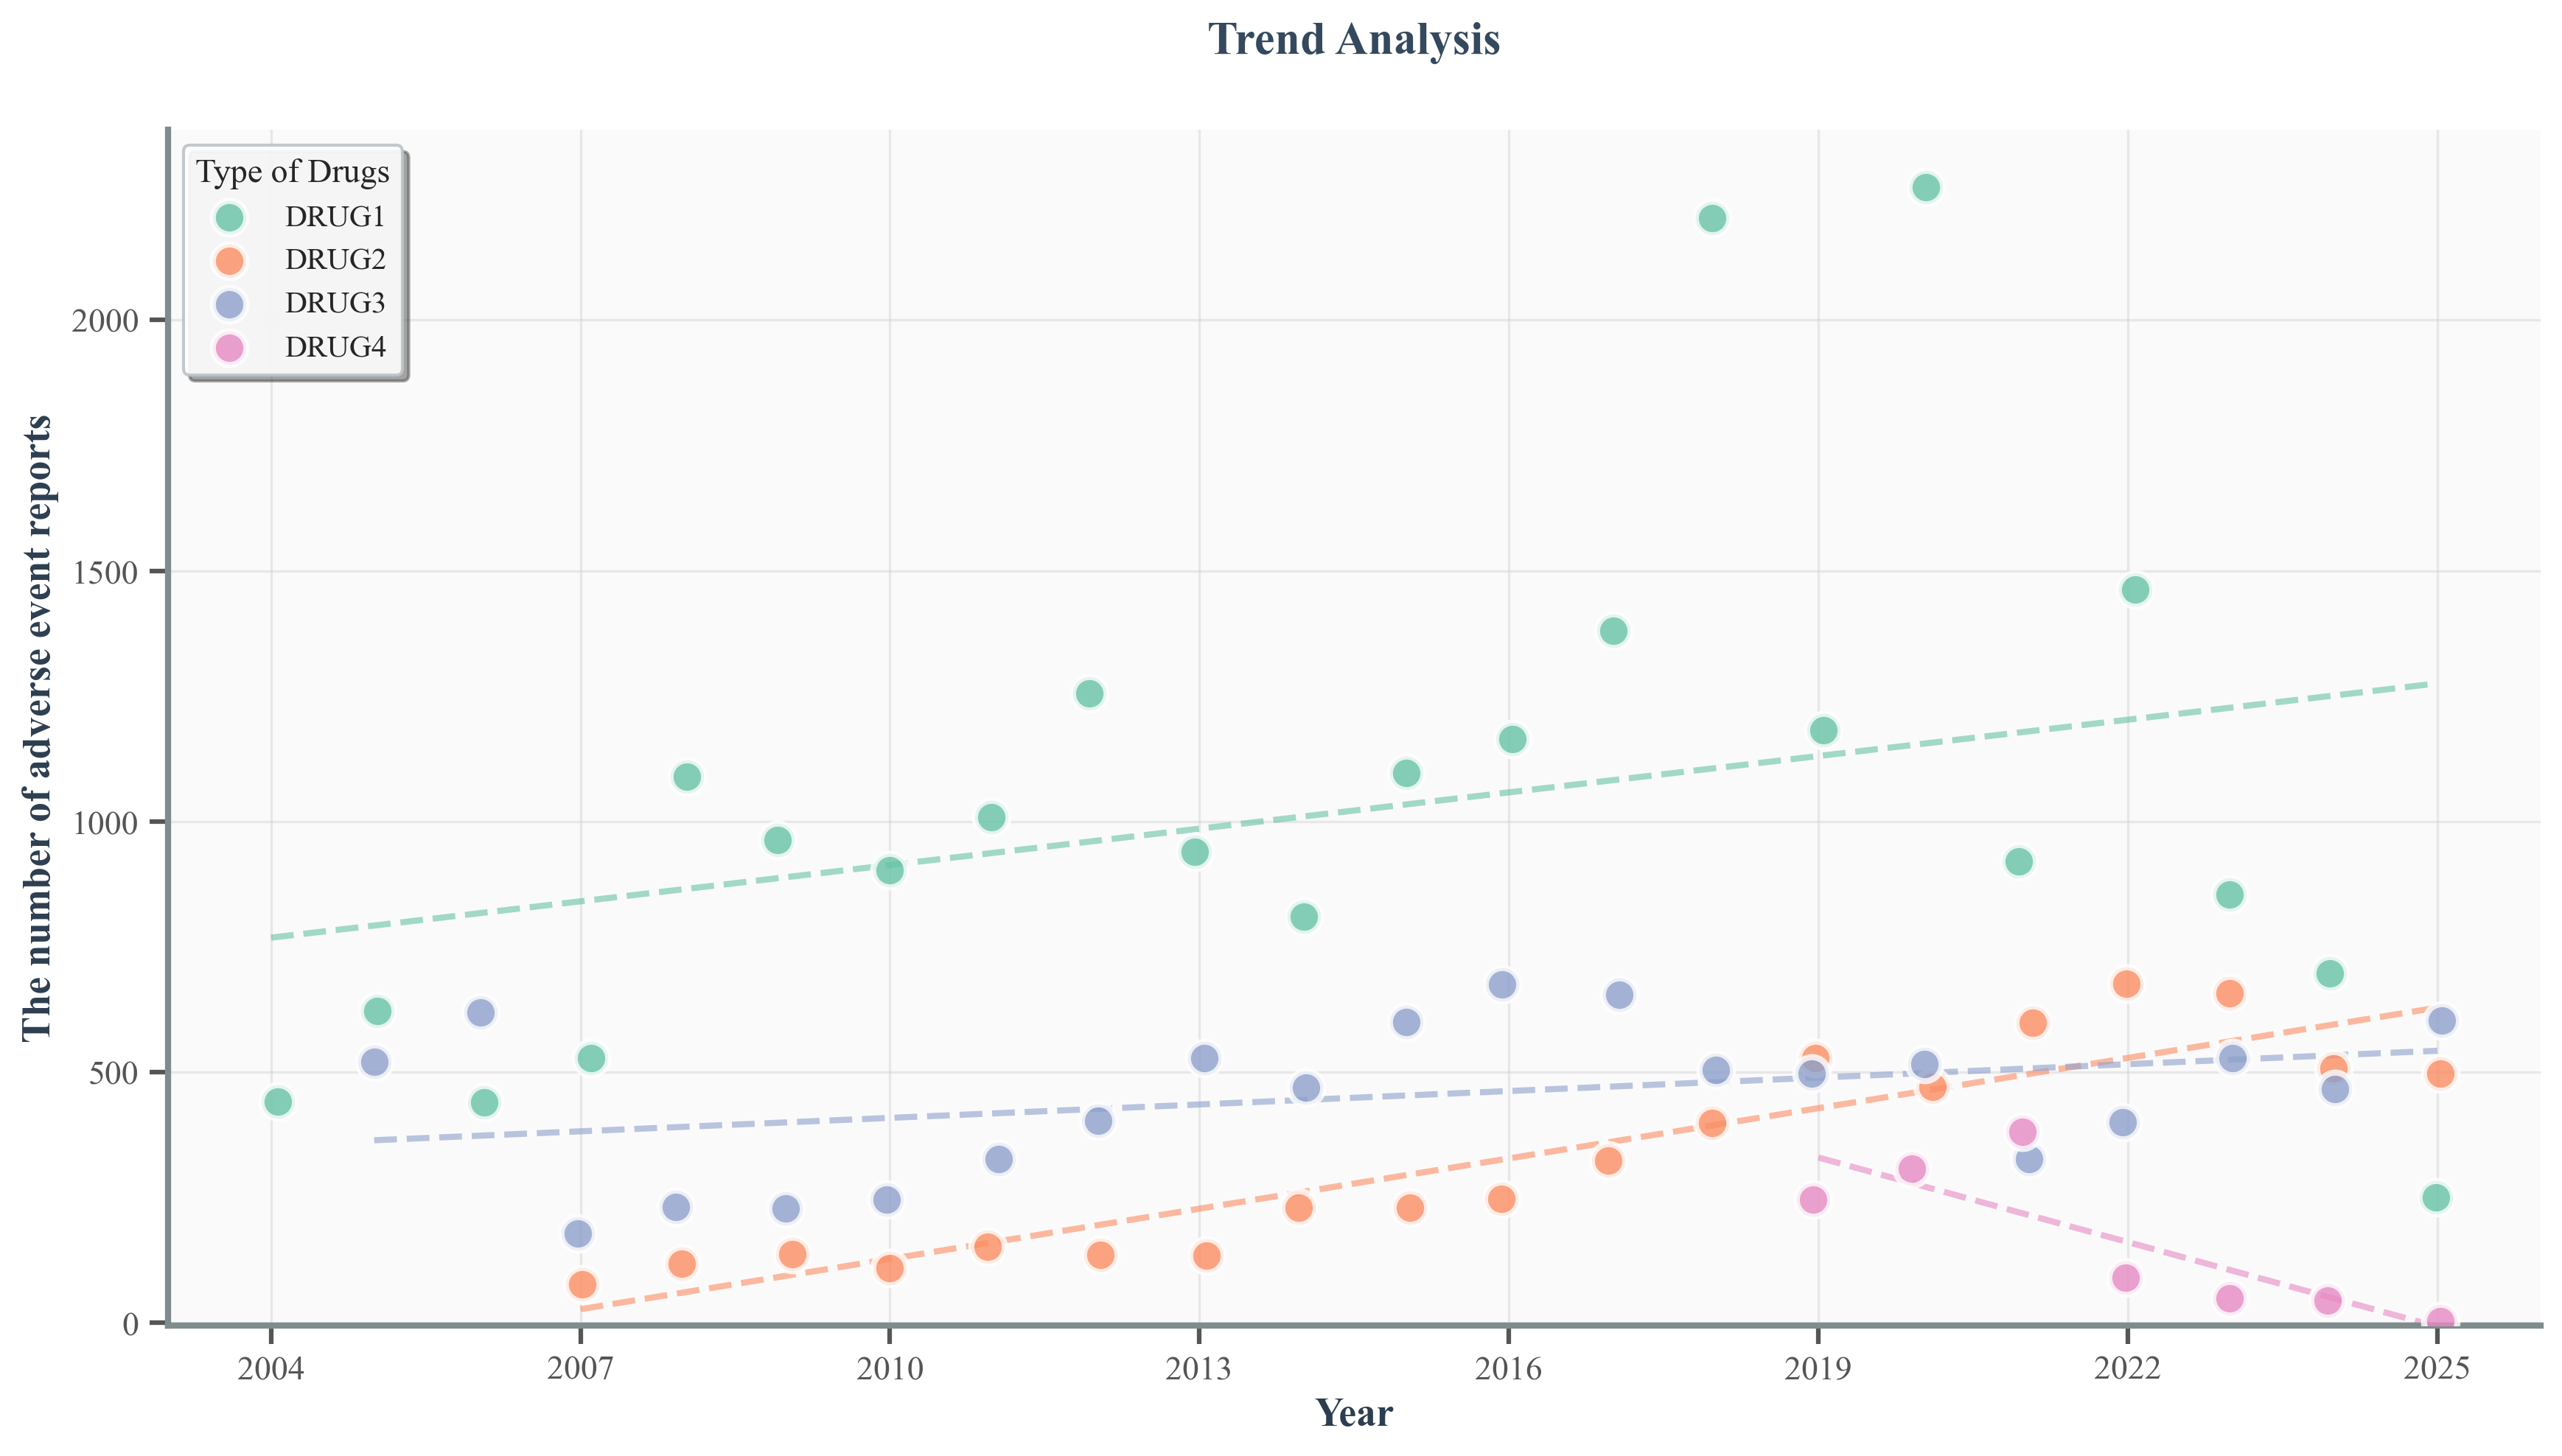 Trend Analysis
Type of Drugs
DRUG1
DRUG2
DRUG3
DRUG4
The number of adverse event reports
2000
1500
1000
500
0
2004 2007 2010 2013 2016 2019 2022 2025
Year